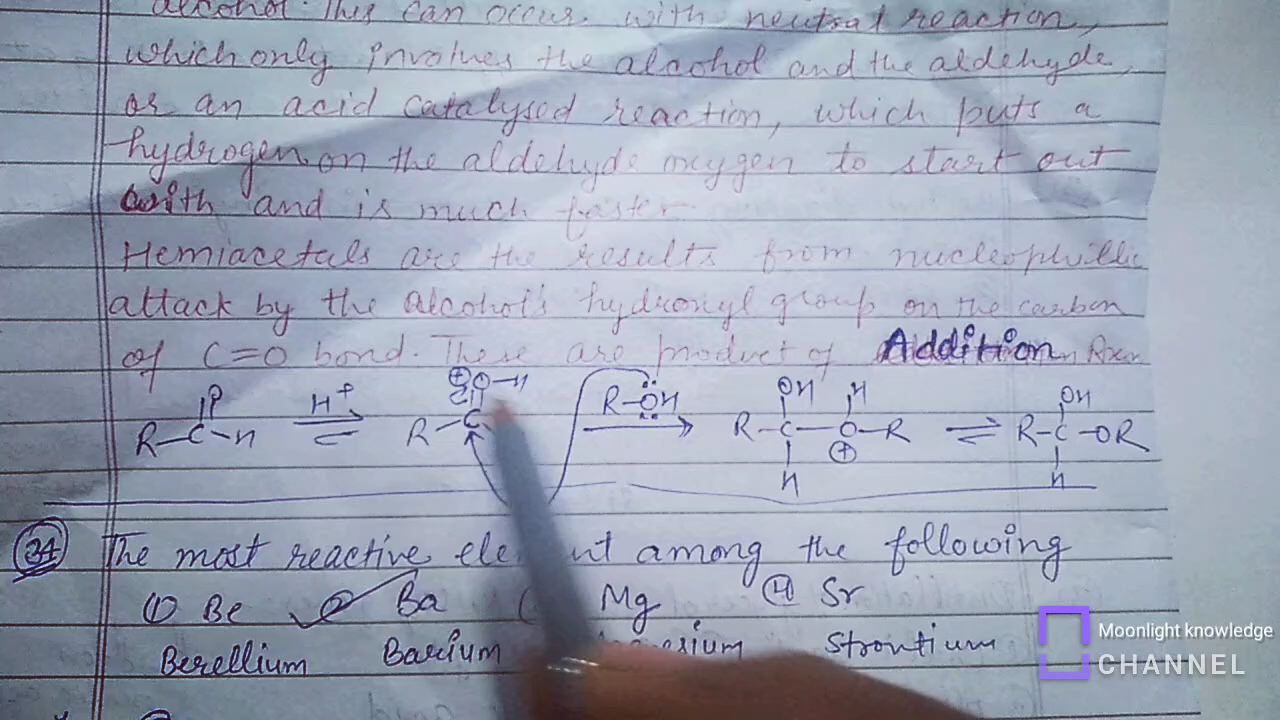 alcohol. This can occur with neutral reaction,
which only involves the alcohol and the aldehyde,
or an acid catalysed reaction, which puts a
hydrogen on the aldehyde oxygen to start out
with and is much faster
Hemiacetals are the results from nucleophillic
attack by the alcohol's hydroxyl group on the carbon
of C=O bond. These are product of Addition Rxn
O ⊕ O-H OH H OH
R-C-H H+ ⇌ R-C R-OH → R-C-O-R ⇌ R-C-OR
H ⊕ H
34 The most reactive among the following
(1) Be (2) Ba Mg (4) Sr
Berellium Barium Strontium
Moonlight knowledge
CHANNEL